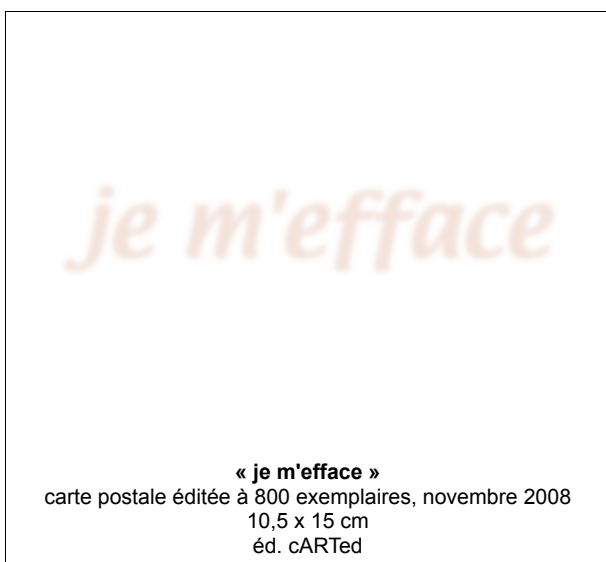 je m'efface
« je m'efface »
carte postale éditée à 800 exemplaires, novembre 2008
10,5 x 15 cm
éd. cARTed